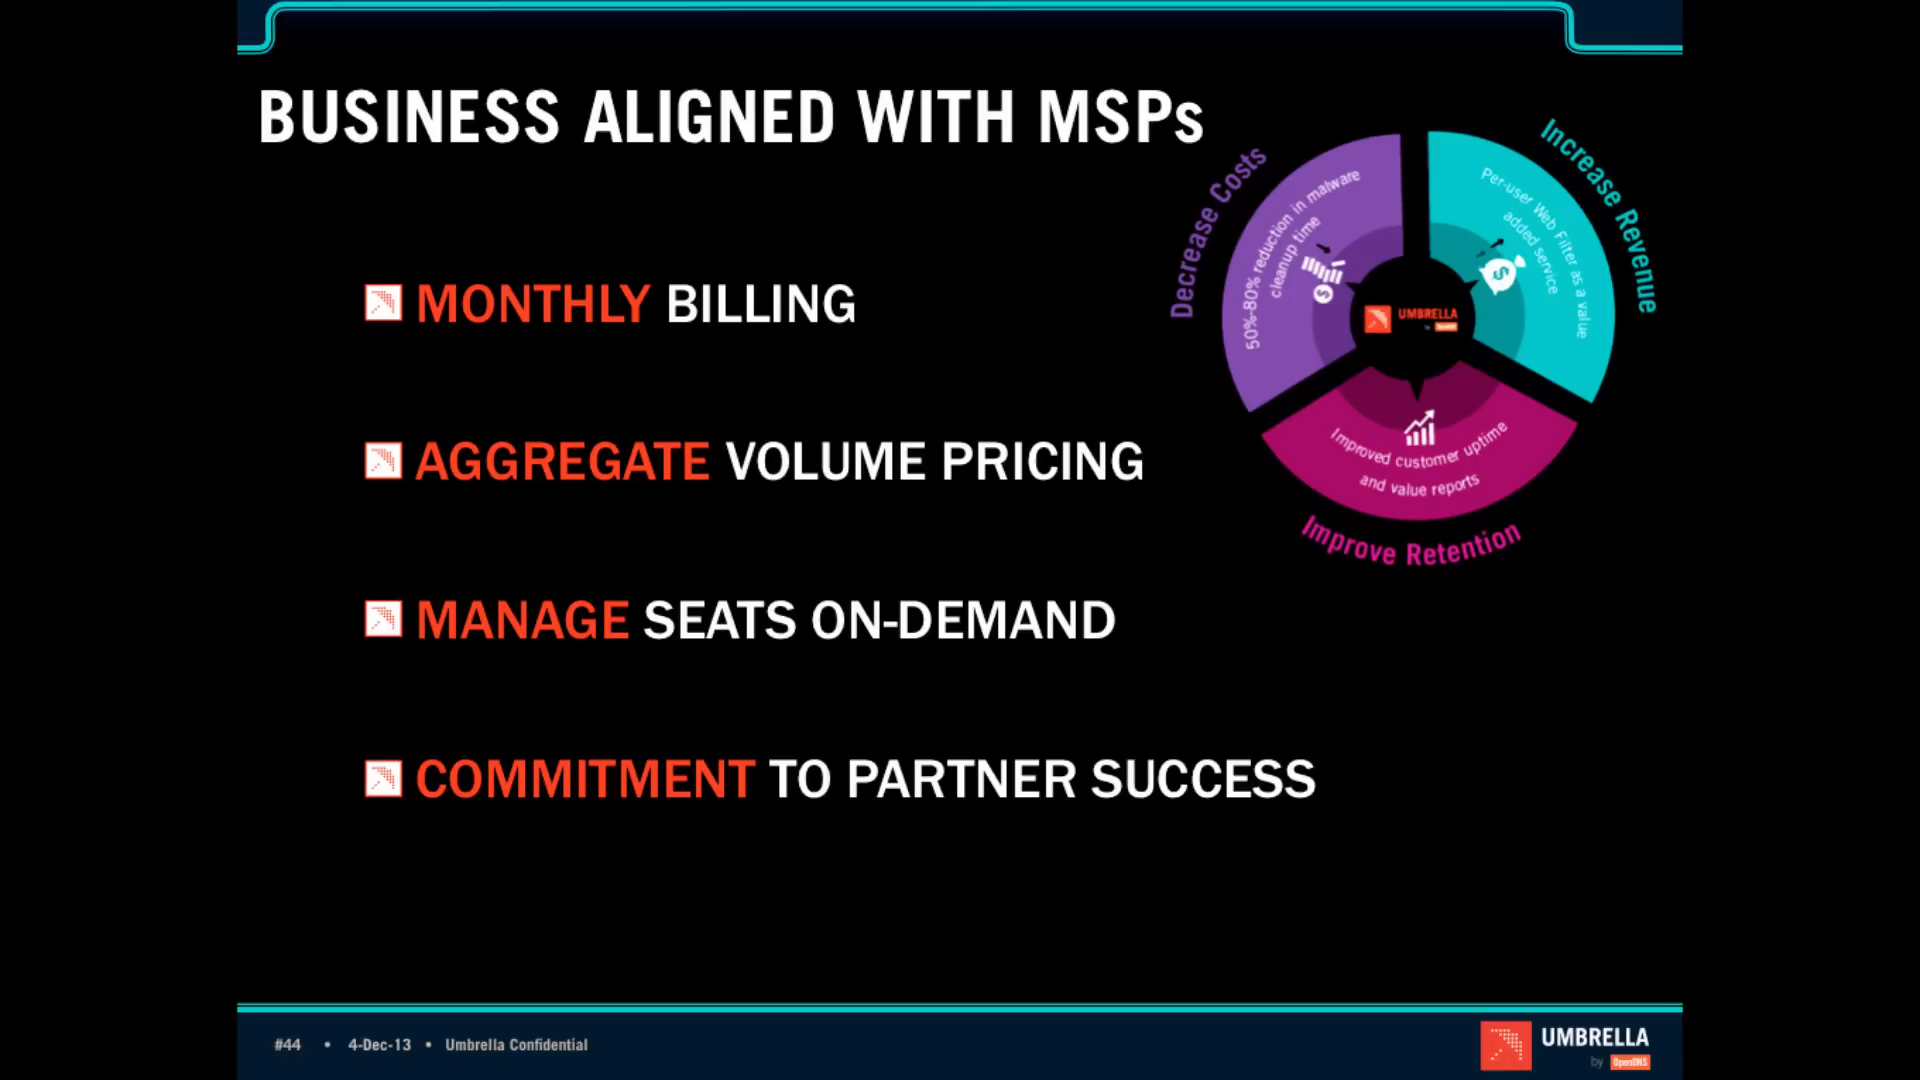 BUSINESS ALIGNED WITH MSPs
MONTHLY BILLING
AGGREGATE VOLUME PRICING
MANAGE SEATS ON-DEMAND
COMMITMENT TO PARTNER SUCCESS
Decrease Costs
50%-80% reduction in malware
cleanup time
Increase Revenue
Per-user Web Filter as a value
added service
UMBRELLA
by OpenDNS
Improved customer uptime
and value reports
Improve Retention
#44 • 4-Dec-13 • Umbrella Confidential
UMBRELLA
by OpenDNS